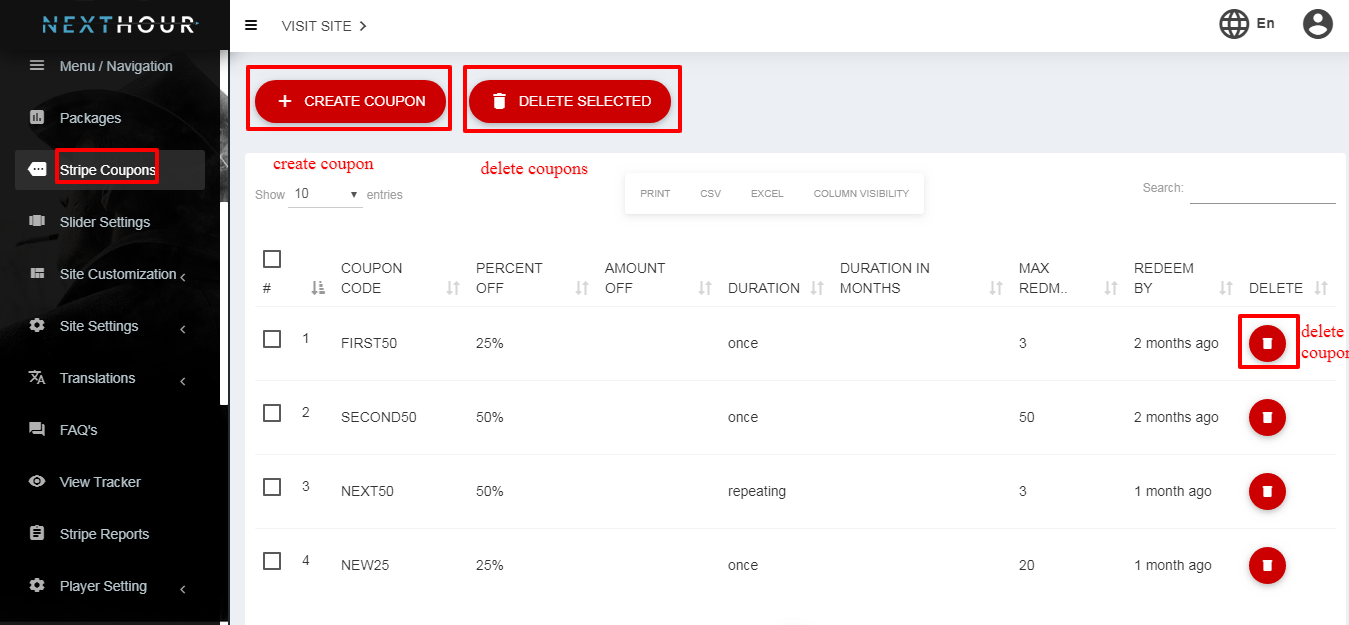 NEXTHOUR
VISIT SITE
En
Menu / Navigation
Packages
Stripe Coupons
Slider Settings
Site Customization
Site Settings
Translations
FAQ's
View Tracker
Stripe Reports
Player Setting
CREATE COUPON
DELETE SELECTED
create coupon
delete coupons
Show 10 entries
PRINT CSV EXCEL COLUMN VISIBILITY
Search:
# COUPON CODE PERCENT OFF AMOUNT OFF DURATION DURATION IN MONTHS MAX REDM.. REDEEM BY DELETE
1 FIRST50 25% once 3 2 months ago
delete
coupon
2 SECOND50 50% once 50 2 months ago
3 NEXT50 50% repeating 3 1 month ago
4 NEW25 25% once 20 1 month ago